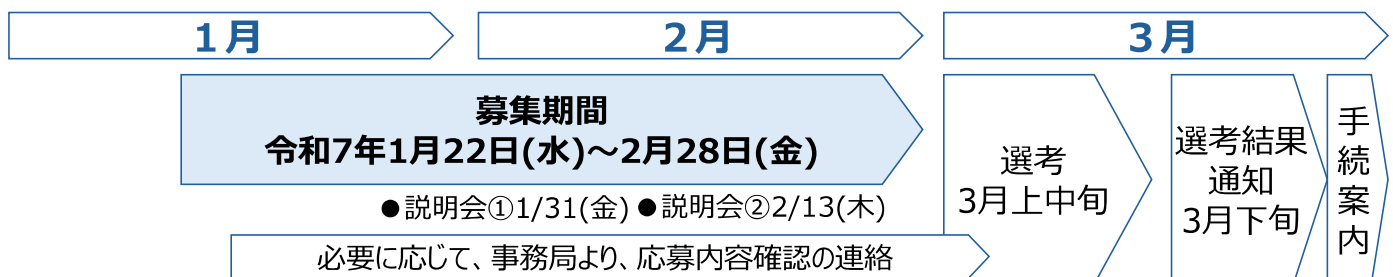 １月
２月
３月
募集期間
令和7年1月22日(水)～2月28日(金)
●説明会①1/31(金) ●説明会②2/13(木)
必要に応じて、事務局より、応募内容確認の連絡
選考
3月上中旬
選考結果
通知
3月下旬
手続案内